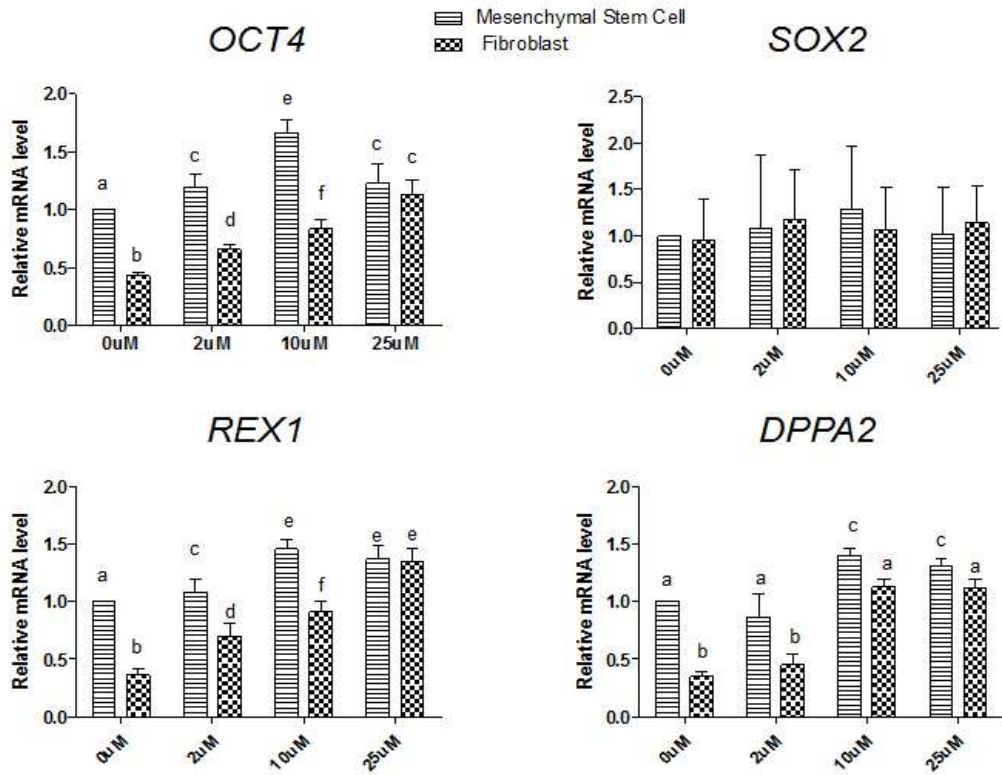 Mesenchymal Stem Cell
Fibroblast
OCT4
Relative mRNA level
2.0
1.5
1.0
0.5
0.0
a
b
c
d
e
f
c
c
0uM
2uM
10uM
25uM
SOX2
Relative mRNA level
2.5
2.0
1.5
1.0
0.5
0.0
0uM
2uM
10uM
25uM
REX1
Relative mRNA level
2.0
1.5
1.0
0.5
0.0
a
b
c
d
e
f
e
e
0uM
2uM
10uM
25uM
DPPA2
Relative mRNA level
2.0
1.5
1.0
0.5
0.0
a
b
a
b
c
a
c
a
0uM
2uM
10uM
25uM